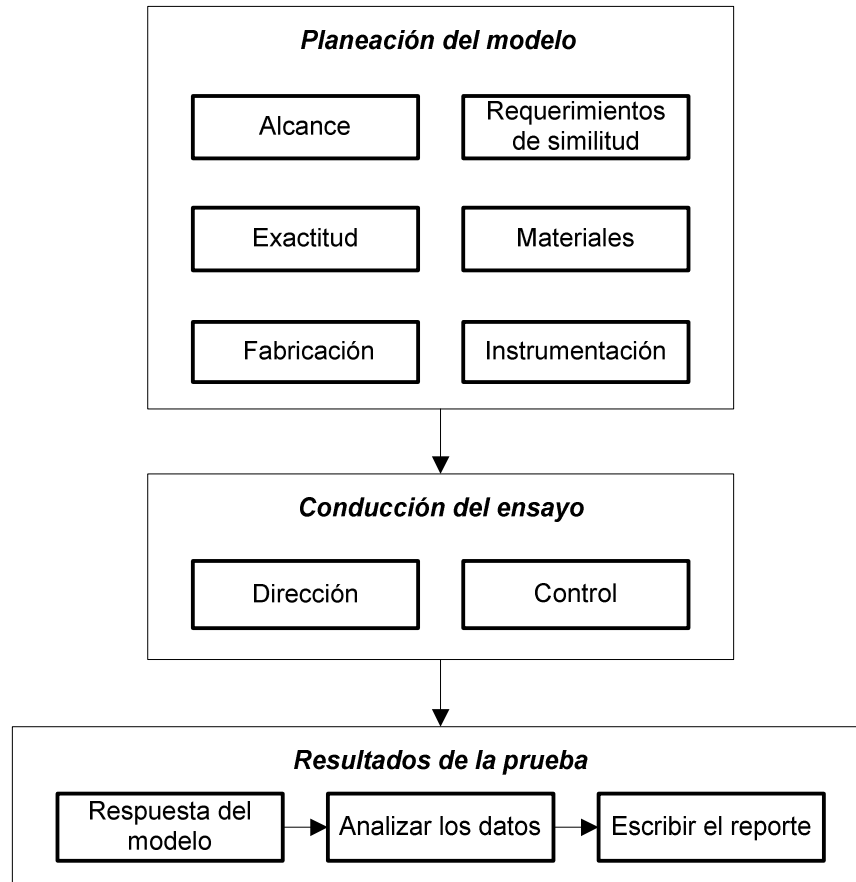 Planeación del modelo
Alcance
Requerimientos
de similitud
Exactitud
Materiales
Fabricación
Instrumentación
Conducción del ensayo
Dirección
Control
Resultados de la prueba
Respuesta del
modelo
Analizar los datos
Escribir el reporte